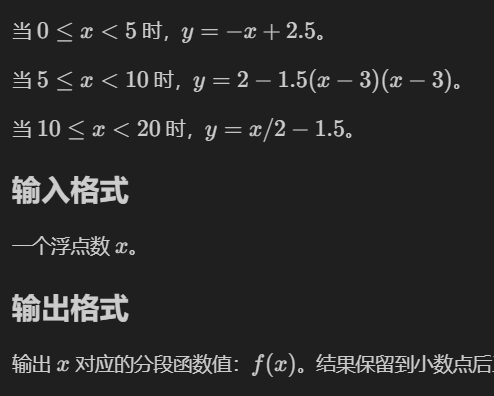 当 0 ≤ x < 5 时，y = −x + 2.5。
当 5 ≤ x < 10 时，y = 2 − 1.5(x − 3)(x − 3)。
当 10 ≤ x < 20 时，y = x/2 − 1.5。
输入格式
一个浮点数 x。
输出格式
输出 x 对应的分段函数值：f(x)。结果保留到小数点后